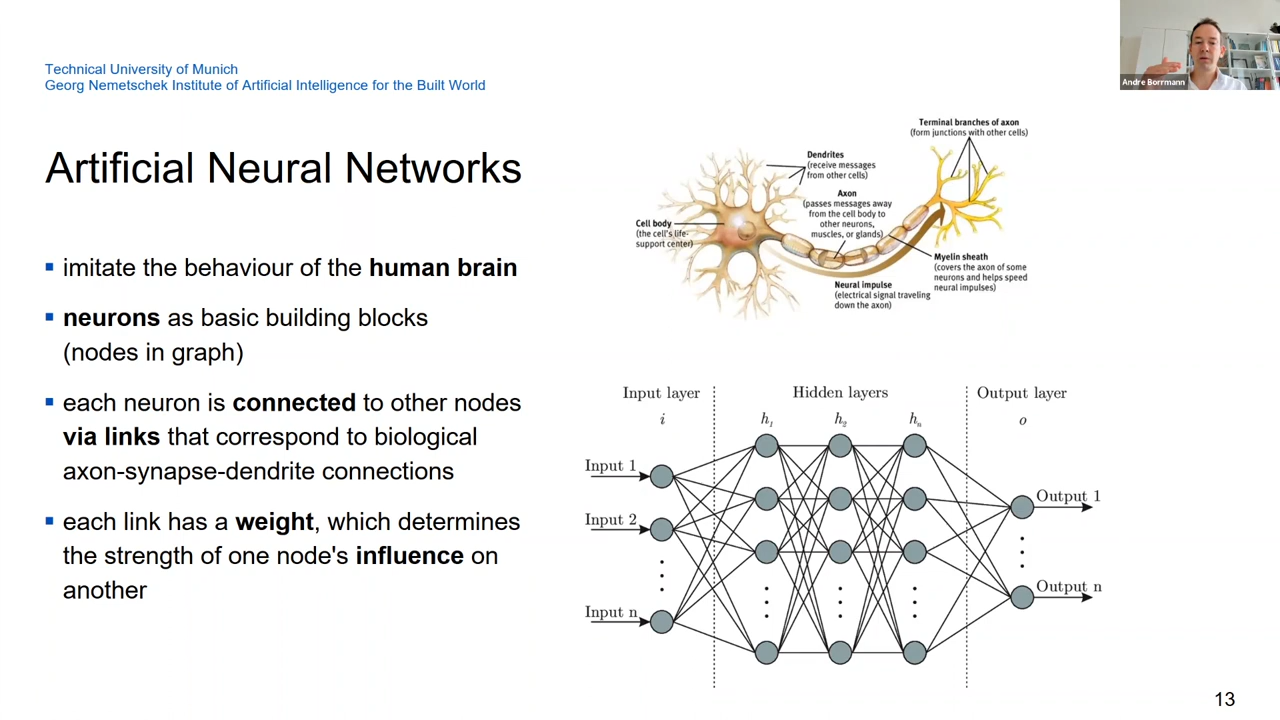 Technical University of Munich
Georg Nemetschek Institute of Artificial Intelligence for the Built World
Andre Borrmann
Artificial Neural Networks
imitate the behaviour of the human brain
neurons as basic building blocks
(nodes in graph)
each neuron is connected to other nodes
via links that correspond to biological
axon-synapse-dendrite connections
each link has a weight, which determines
the strength of one node's influence on
another
Terminal branches of axon
(form junctions with other cells)
Dendrites
(receive messages
from other cells)
Axon
(passes messages away
from the cell body to
other neurons,
muscles, or glands)
Cell body
(the cell's life-
support center)
Myelin sheath
(covers the axon of some
neurons and helps speed
neural impulses)
Neural impulse
(electrical signal traveling
down the axon)
Input layer
i
Hidden layers
h1 h2 hn
Output layer
o
Input 1
Input 2
Input n
Output 1
Output n
13